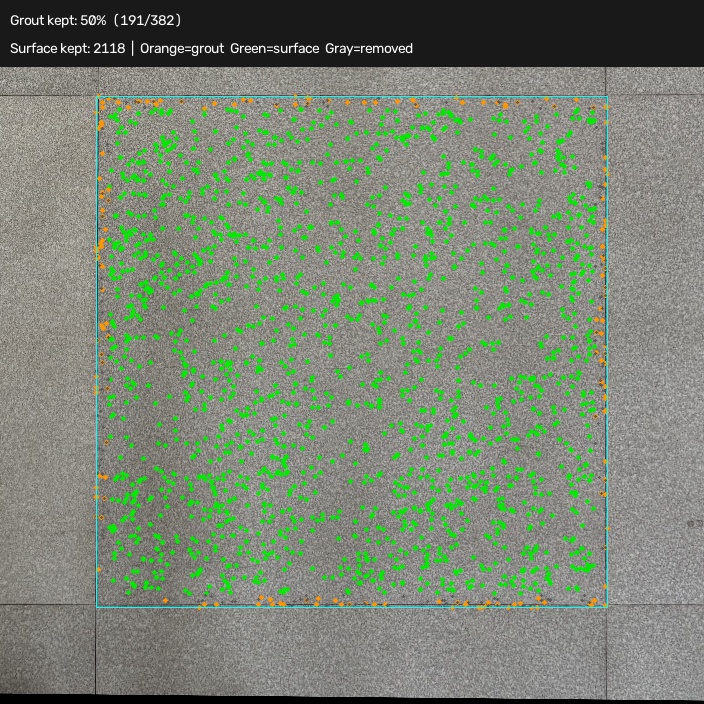 Grout kept: 50% (191/382)
Surface kept: 2118 | Orange=grout Green=surface Gray=removed